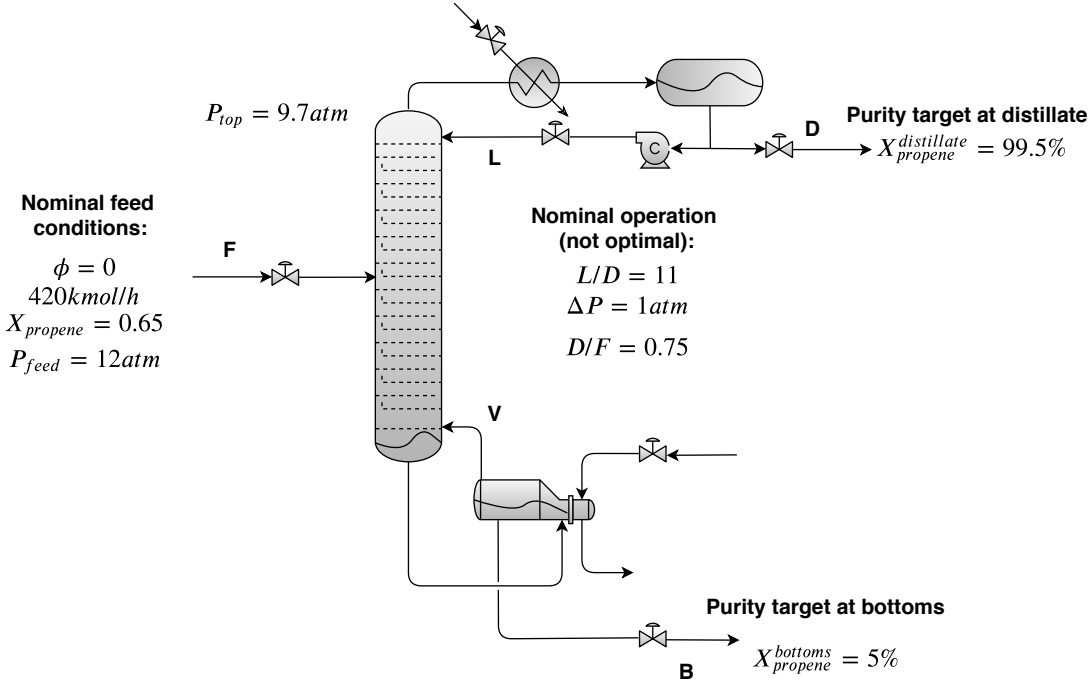 P_top = 9.7atm
L
C
D
Purity target at distillate
X_propene^distillate = 99.5%
Nominal feed
conditions:
ϕ = 0
420kmol/h
X_propene = 0.65
P_feed = 12atm
F
Nominal operation
(not optimal):
L/D = 11
ΔP = 1atm
D/F = 0.75
V
Purity target at bottoms
X_propene^bottoms = 5%
B